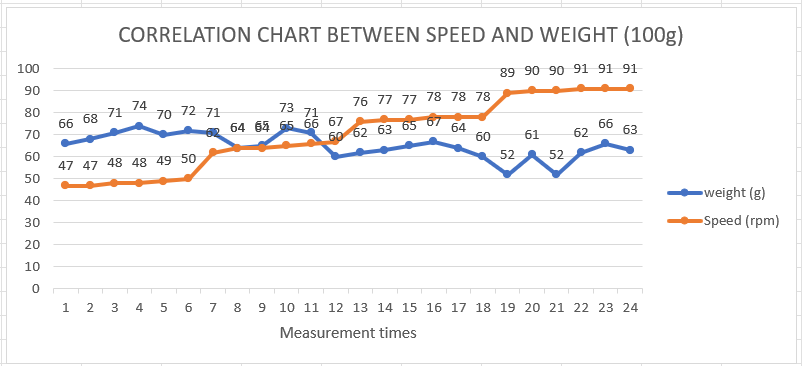 CORRELATION CHART BETWEEN SPEED AND WEIGHT (100g)
100
90
80
70
60
50
40
30
20
10
0
66 68 71 74 70 72 71 64 65 73 71 60 62 63 65 67 64 60 52 61 52 62 66 63
47 47 48 48 49 50 62 64 64 65 66 67 76 77 77 78 78 78 89 90 90 91 91 91
1 2 3 4 5 6 7 8 9 10 11 12 13 14 15 16 17 18 19 20 21 22 23 24
Measurement times
weight (g)
Speed (rpm)